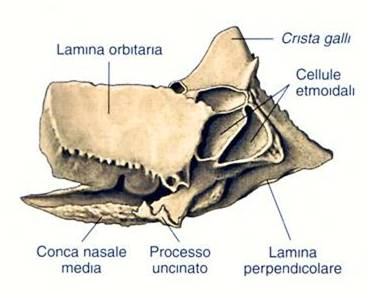 Crista galli
Lamina orbitaria
Cellule
etmoidali
Conca nasale
media
Processo
uncinato
Lamina
perpendicolare